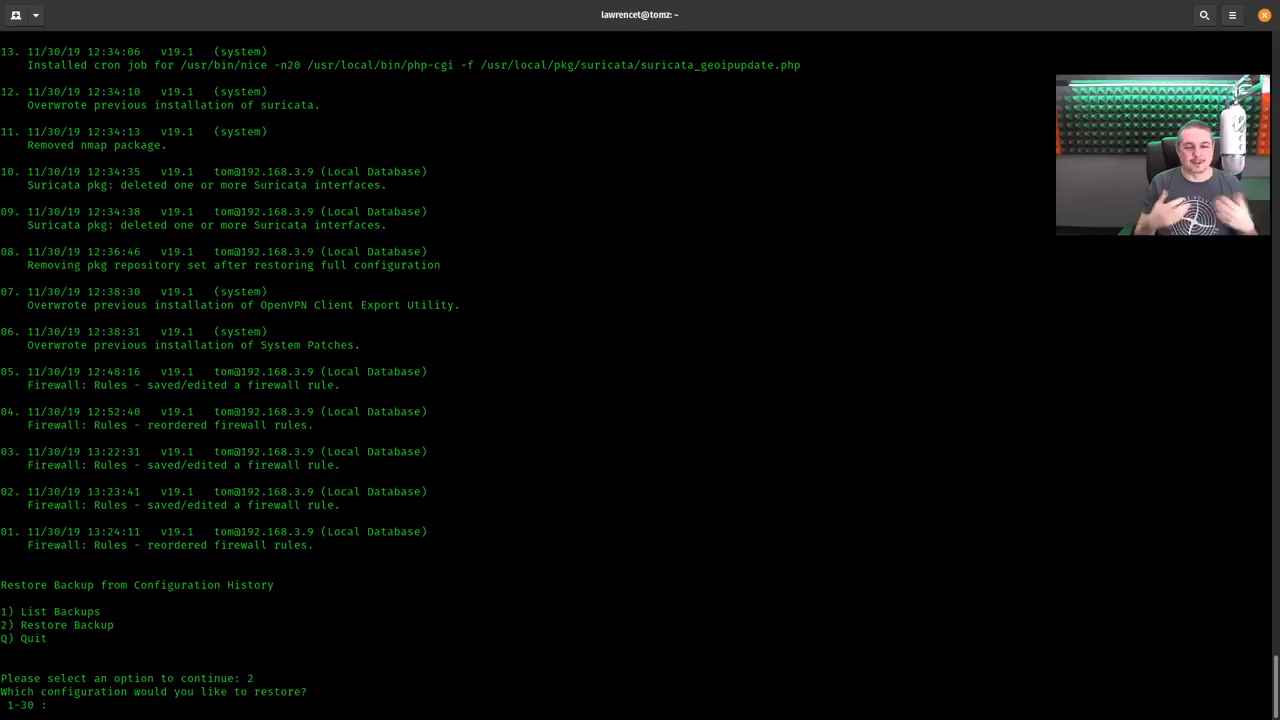 lawrencet@tomz: ~
13. 11/30/19 12:34:06 v19.1 (system)
Installed cron job for /usr/bin/nice -n20 /usr/local/bin/php-cgi -f /usr/local/pkg/suricata/suricata_geoipupdate.php
12. 11/30/19 12:34:10 v19.1 (system)
Overwrote previous installation of suricata.
11. 11/30/19 12:34:13 v19.1 (system)
Removed nmap package.
10. 11/30/19 12:34:35 v19.1 tom@192.168.3.9 (Local Database)
Suricata pkg: deleted one or more Suricata interfaces.
09. 11/30/19 12:34:38 v19.1 tom@192.168.3.9 (Local Database)
Suricata pkg: deleted one or more Suricata interfaces.
08. 11/30/19 12:36:46 v19.1 tom@192.168.3.9 (Local Database)
Removing pkg repository set after restoring full configuration
07. 11/30/19 12:38:30 v19.1 (system)
Overwrote previous installation of OpenVPN Client Export Utility.
06. 11/30/19 12:38:31 v19.1 (system)
Overwrote previous installation of System Patches.
05. 11/30/19 12:48:16 v19.1 tom@192.168.3.9 (Local Database)
Firewall: Rules - saved/edited a firewall rule.
04. 11/30/19 12:52:40 v19.1 tom@192.168.3.9 (Local Database)
Firewall: Rules - reordered firewall rules.
03. 11/30/19 13:22:31 v19.1 tom@192.168.3.9 (Local Database)
Firewall: Rules - saved/edited a firewall rule.
02. 11/30/19 13:23:41 v19.1 tom@192.168.3.9 (Local Database)
Firewall: Rules - saved/edited a firewall rule.
01. 11/30/19 13:24:11 v19.1 tom@192.168.3.9 (Local Database)
Firewall: Rules - reordered firewall rules.
Restore Backup from Configuration History
1) List Backups
2) Restore Backup
Q) Quit
Please select an option to continue: 2
Which configuration would you like to restore?
1-30 :